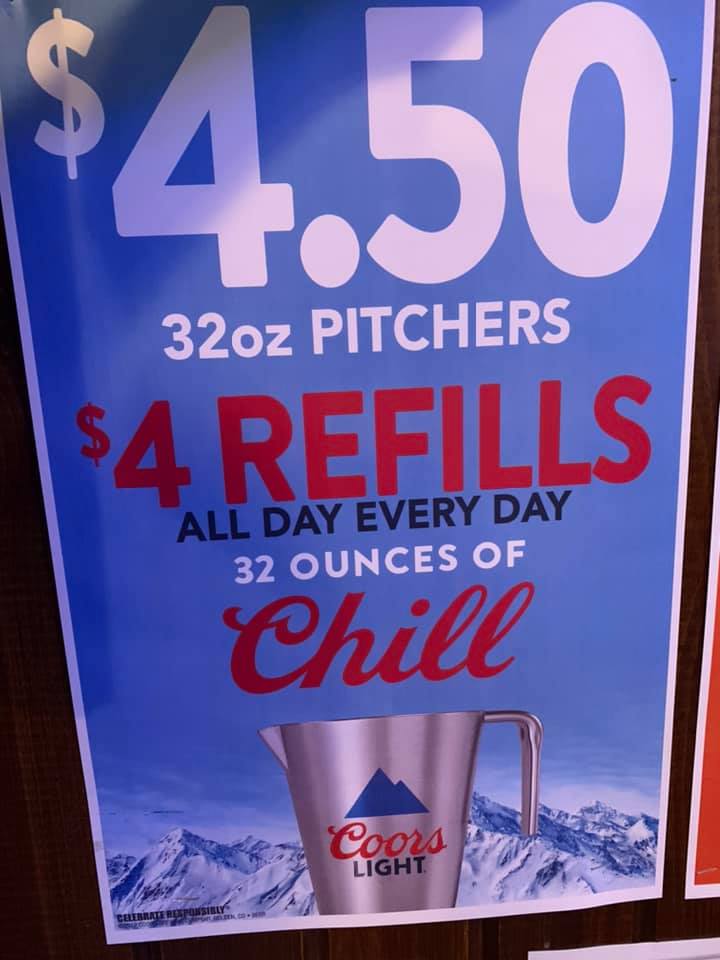 $4.50
32oz PITCHERS
$4 REFILLS
ALL DAY EVERY DAY
32 OUNCES OF
Chill
Coors
LIGHT
CELEBRATE RESPONSIBLY